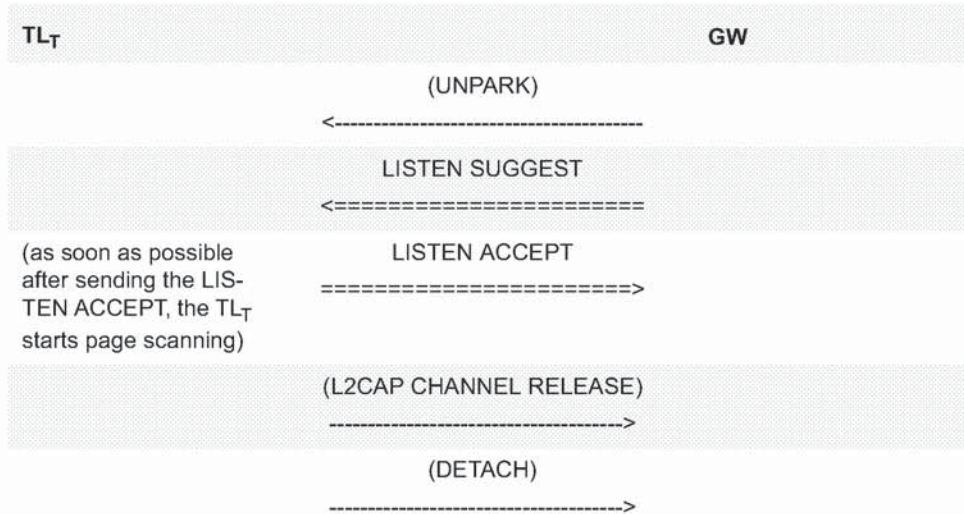 TLT GW
(UNPARK)
<---------------------------------------
LISTEN SUGGEST
<=======================
(as soon as possible LISTEN ACCEPT
after sending the LIS-
TEN ACCEPT, the TLT =======================>
starts page scanning)
(L2CAP CHANNEL RELEASE)
-------------------------------------->
(DETACH)
-------------------------------------->